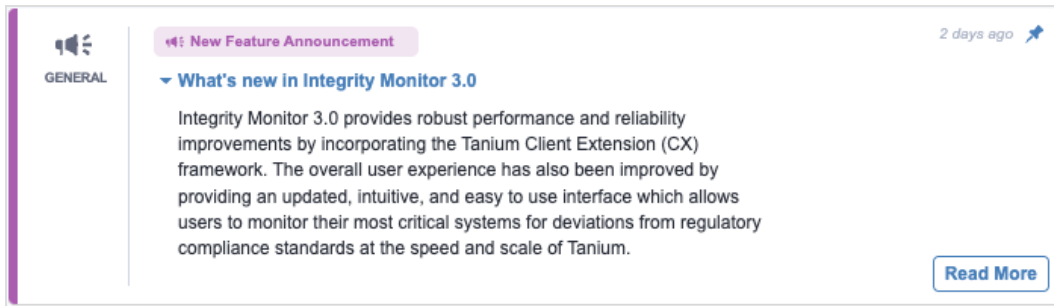 GENERAL
New Feature Announcement
2 days ago
What's new in Integrity Monitor 3.0
Integrity Monitor 3.0 provides robust performance and reliability
improvements by incorporating the Tanium Client Extension (CX)
framework. The overall user experience has also been improved by
providing an updated, intuitive, and easy to use interface which allows
users to monitor their most critical systems for deviations from regulatory
compliance standards at the speed and scale of Tanium.
Read More